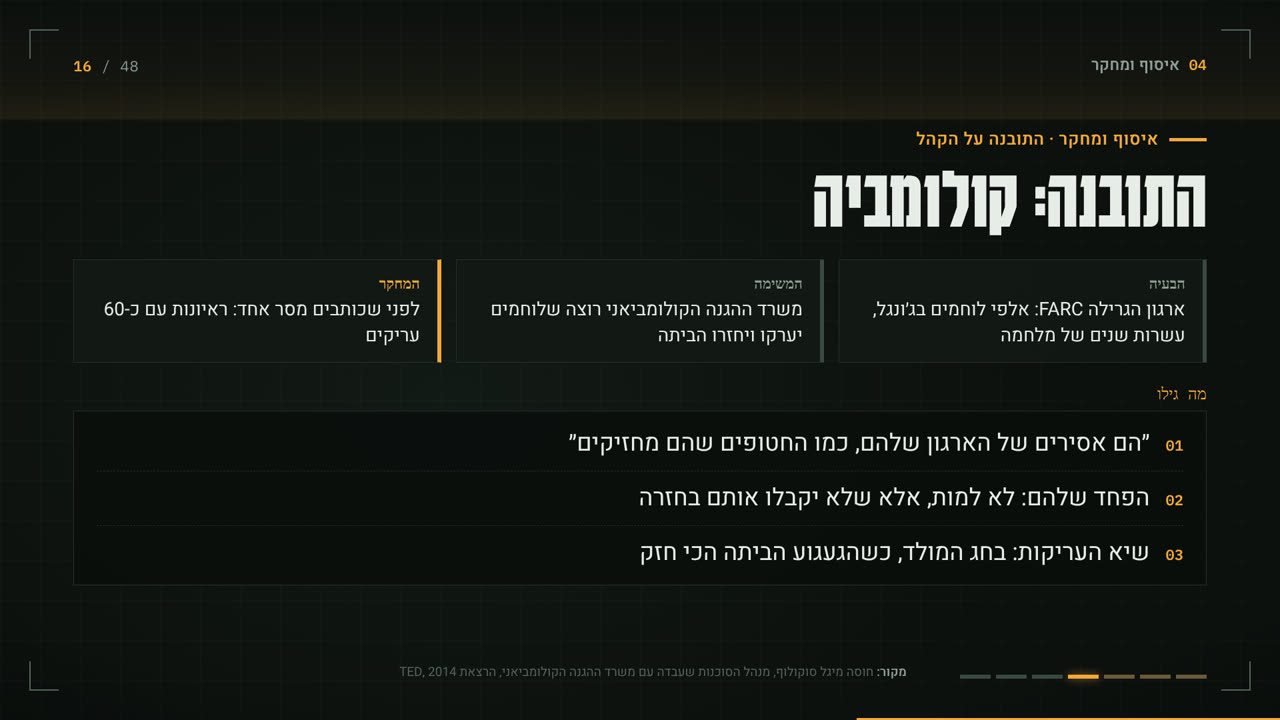 04 איסוף ומחקר
16 / 48
איסוף ומחקר · התובנה על הקהל
התובנה: קולומביה
הבעיה
ארגון הגרילה FARC: אלפי לוחמים בג׳ונגל,
עשרות שנים של מלחמה
המשימה
משרד ההגנה הקולומביאני רוצה שלוחמים
יערקו ויחזרו הביתה
המחקר
לפני שכותבים מסר אחד: ראיונות עם כ-60
עריקים
מה גילו
01 ״הם אסירים של הארגון שלהם, כמו החטופים שהם מחזיקים״
02 הפחד שלהם: לא למות, אלא שלא יקבלו אותם בחזרה
03 שיא העריקות: בחג המולד, כשהגעגוע הביתה הכי חזק
מקור: חוסה מיגל סוקולוף, מנהל הסוכנות שעבדה עם משרד ההגנה הקולומביאני, הרצאת TED, 2014